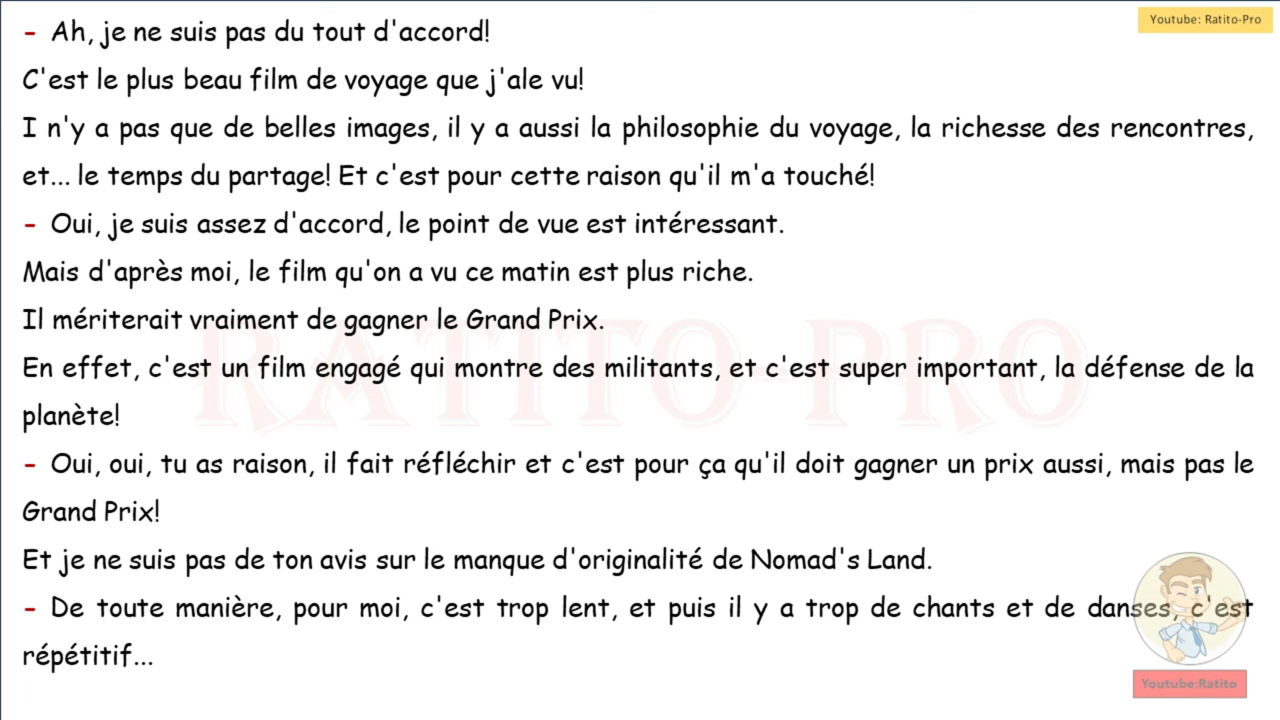 - Ah, je ne suis pas du tout d'accord!
Youtube: Ratito-Pro
C'est le plus beau film de voyage que j'ale vu!
I n'y a pas que de belles images, il y a aussi la philosophie du voyage, la richesse des rencontres,
et... le temps du partage! Et c'est pour cette raison qu'il m'a touché!
- Oui, je suis assez d'accord, le point de vue est intéressant.
Mais d'après moi, le film qu'on a vu ce matin est plus riche.
Il mériterait vraiment de gagner le Grand Prix.
RATITO-PRO
En effet, c'est un film engagé qui montre des militants, et c'est super important, la défense de la
planète!
- Oui, oui, tu as raison, il fait réfléchir et c'est pour ça qu'il doit gagner un prix aussi, mais pas le
Grand Prix!
Et je ne suis pas de ton avis sur le manque d'originalité de Nomad's Land.
- De toute manière, pour moi, c'est trop lent, et puis il y a trop de chants et de danses, c'est
répétitif...
Youtube:Ratito